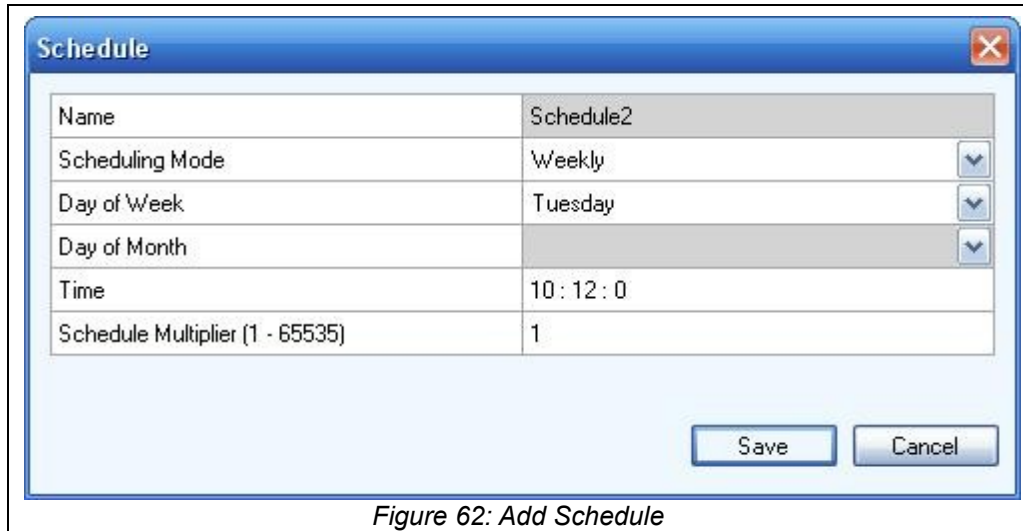 Schedule
Name Schedule2
Scheduling Mode Weekly
Day of Week Tuesday
Day of Month
Time 10 : 12 : 0
Schedule Multiplier (1 - 65535) 1
Save Cancel
Figure 62: Add Schedule